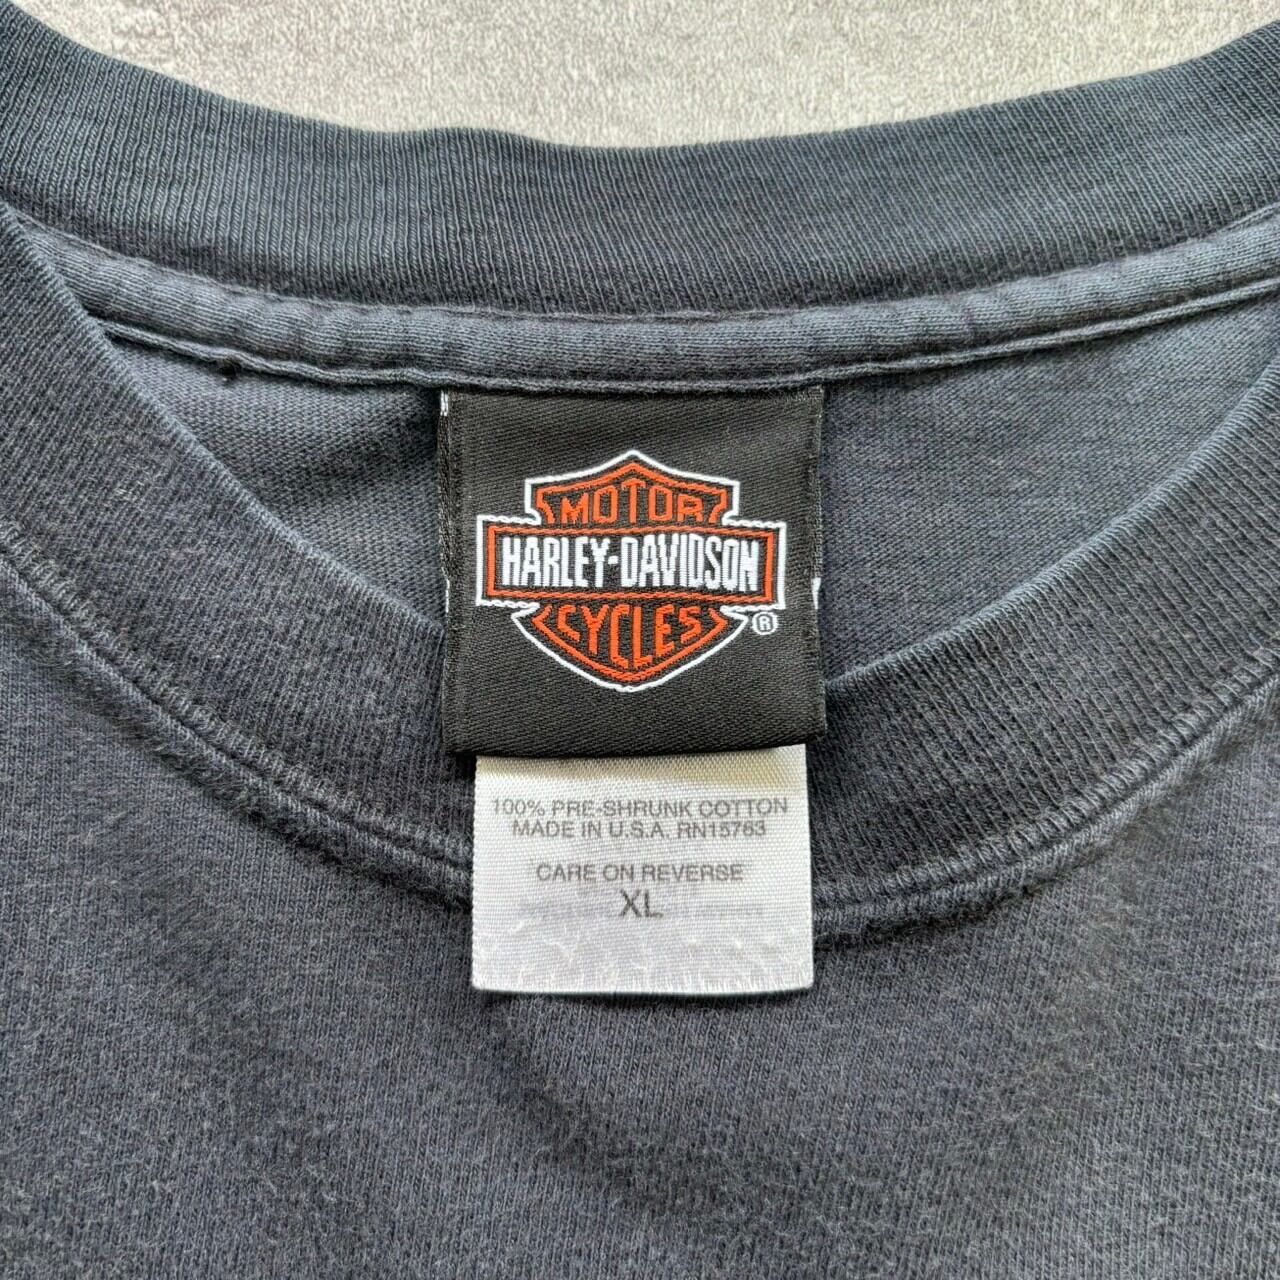 MOTOR
HARLEY-DAVIDSON
CYCLES
®
100% PRE-SHRUNK COTTON
MADE IN U.S.A. RN15763
CARE ON REVERSE
XL